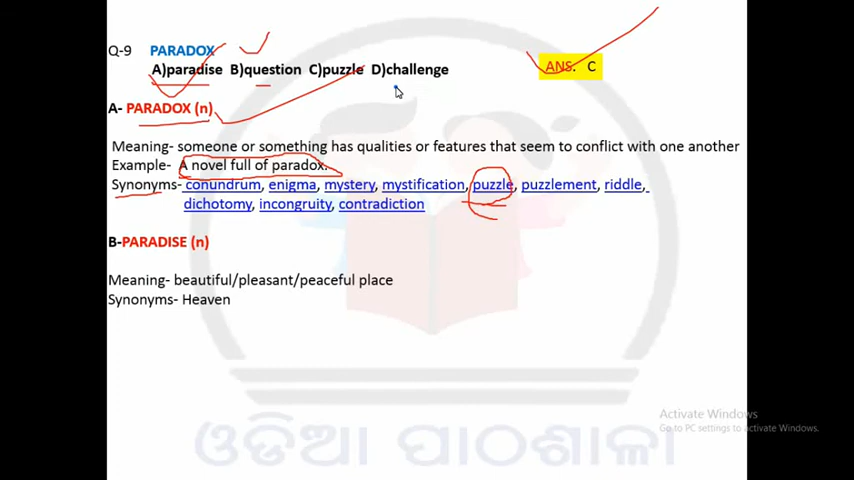 Q-9 PARADOX
A)paradise B)question C)puzzle D)challenge
ANS. C
A- PARADOX (n)
Meaning- someone or something has qualities or features that seem to conflict with one another
Example- A novel full of paradox.
Synonyms- conundrum, enigma, mystery, mystification, puzzle, puzzlement, riddle,
dichotomy, incongruity, contradiction
B-PARADISE (n)
Meaning- beautiful/pleasant/peaceful place
Synonyms- Heaven
Activate Windows
Go to PC settings to activate Windows.
ଓଡିଆ ପାଠଶାଳା